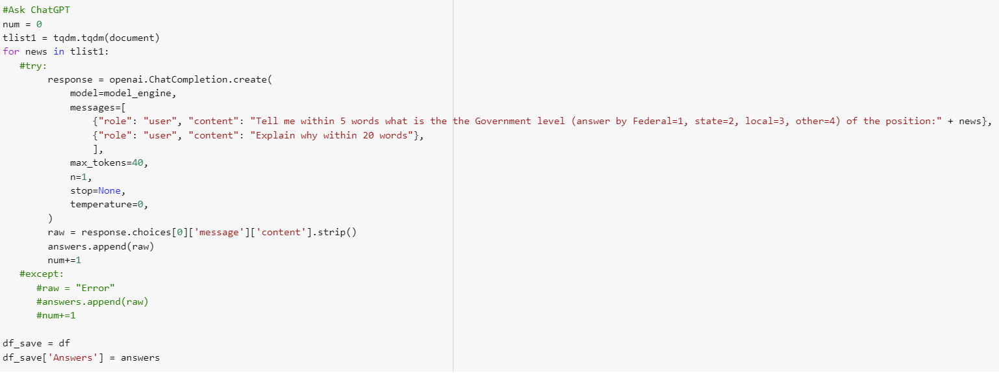 #Ask ChatGPT
num = 0
tlist1 = tqdm.tqdm(document)
for news in tlist1:
   #try:
        response = openai.ChatCompletion.create(
            model=model_engine,
            messages=[
                {"role": "user", "content": "Tell me within 5 words what is the the Government level (answer by Federal=1, state=2, local=3, other=4) of the position:" + news},
                {"role": "user", "content": "Explain why within 20 words"},
                ],
            max_tokens=40,
            n=1,
            stop=None,
            temperature=0,
        )
        raw = response.choices[0]['message']['content'].strip()
        answers.append(raw)
        num+=1
   #except:
      #raw = "Error"
      #answers.append(raw)
      #num+=1

df_save = df
df_save['Answers'] = answers